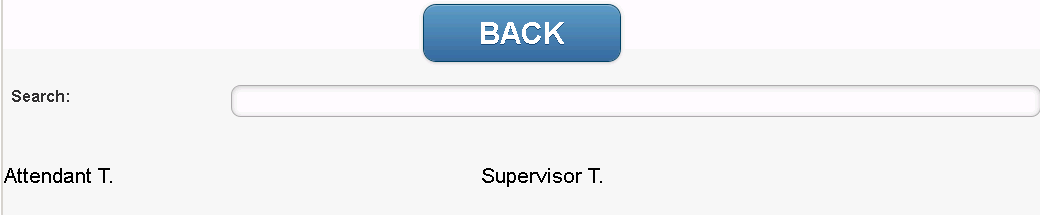 BACK
Search:
Attendant T. Supervisor T.